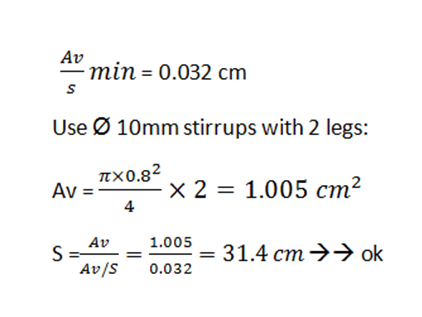 Av/s min = 0.032 cm
Use Ø 10mm stirrups with 2 legs:
Av = π×0.8²/4 × 2 = 1.005 cm²
S = Av/(Av/S) = 1.005/0.032 = 31.4 cm →→ ok